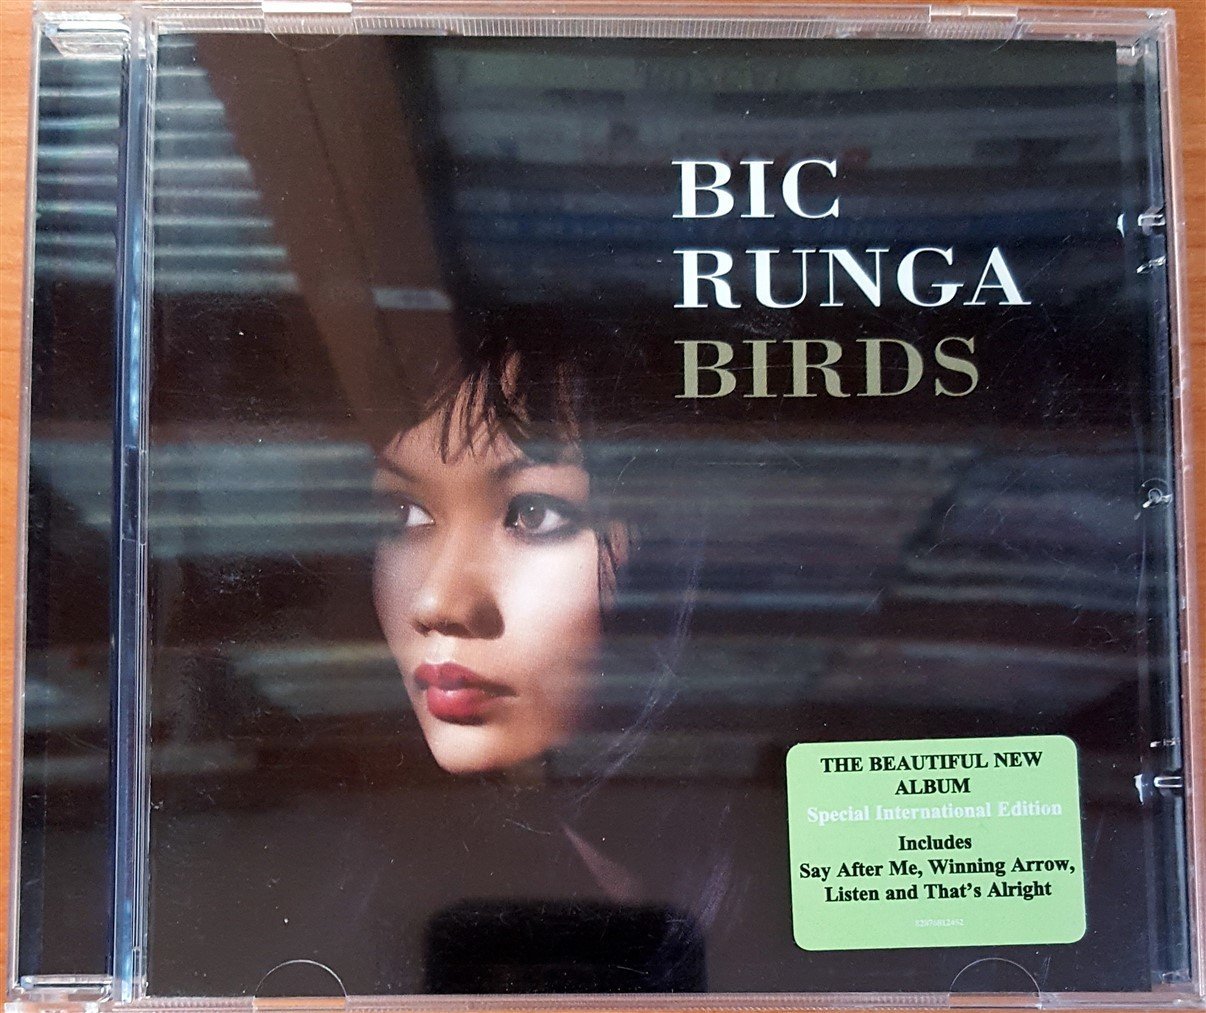 BIC
RUNGA
BIRDS
THE BEAUTIFUL NEW
ALBUM
Special International Edition
Includes
Say After Me, Winning Arrow,
Listen and That's Alright